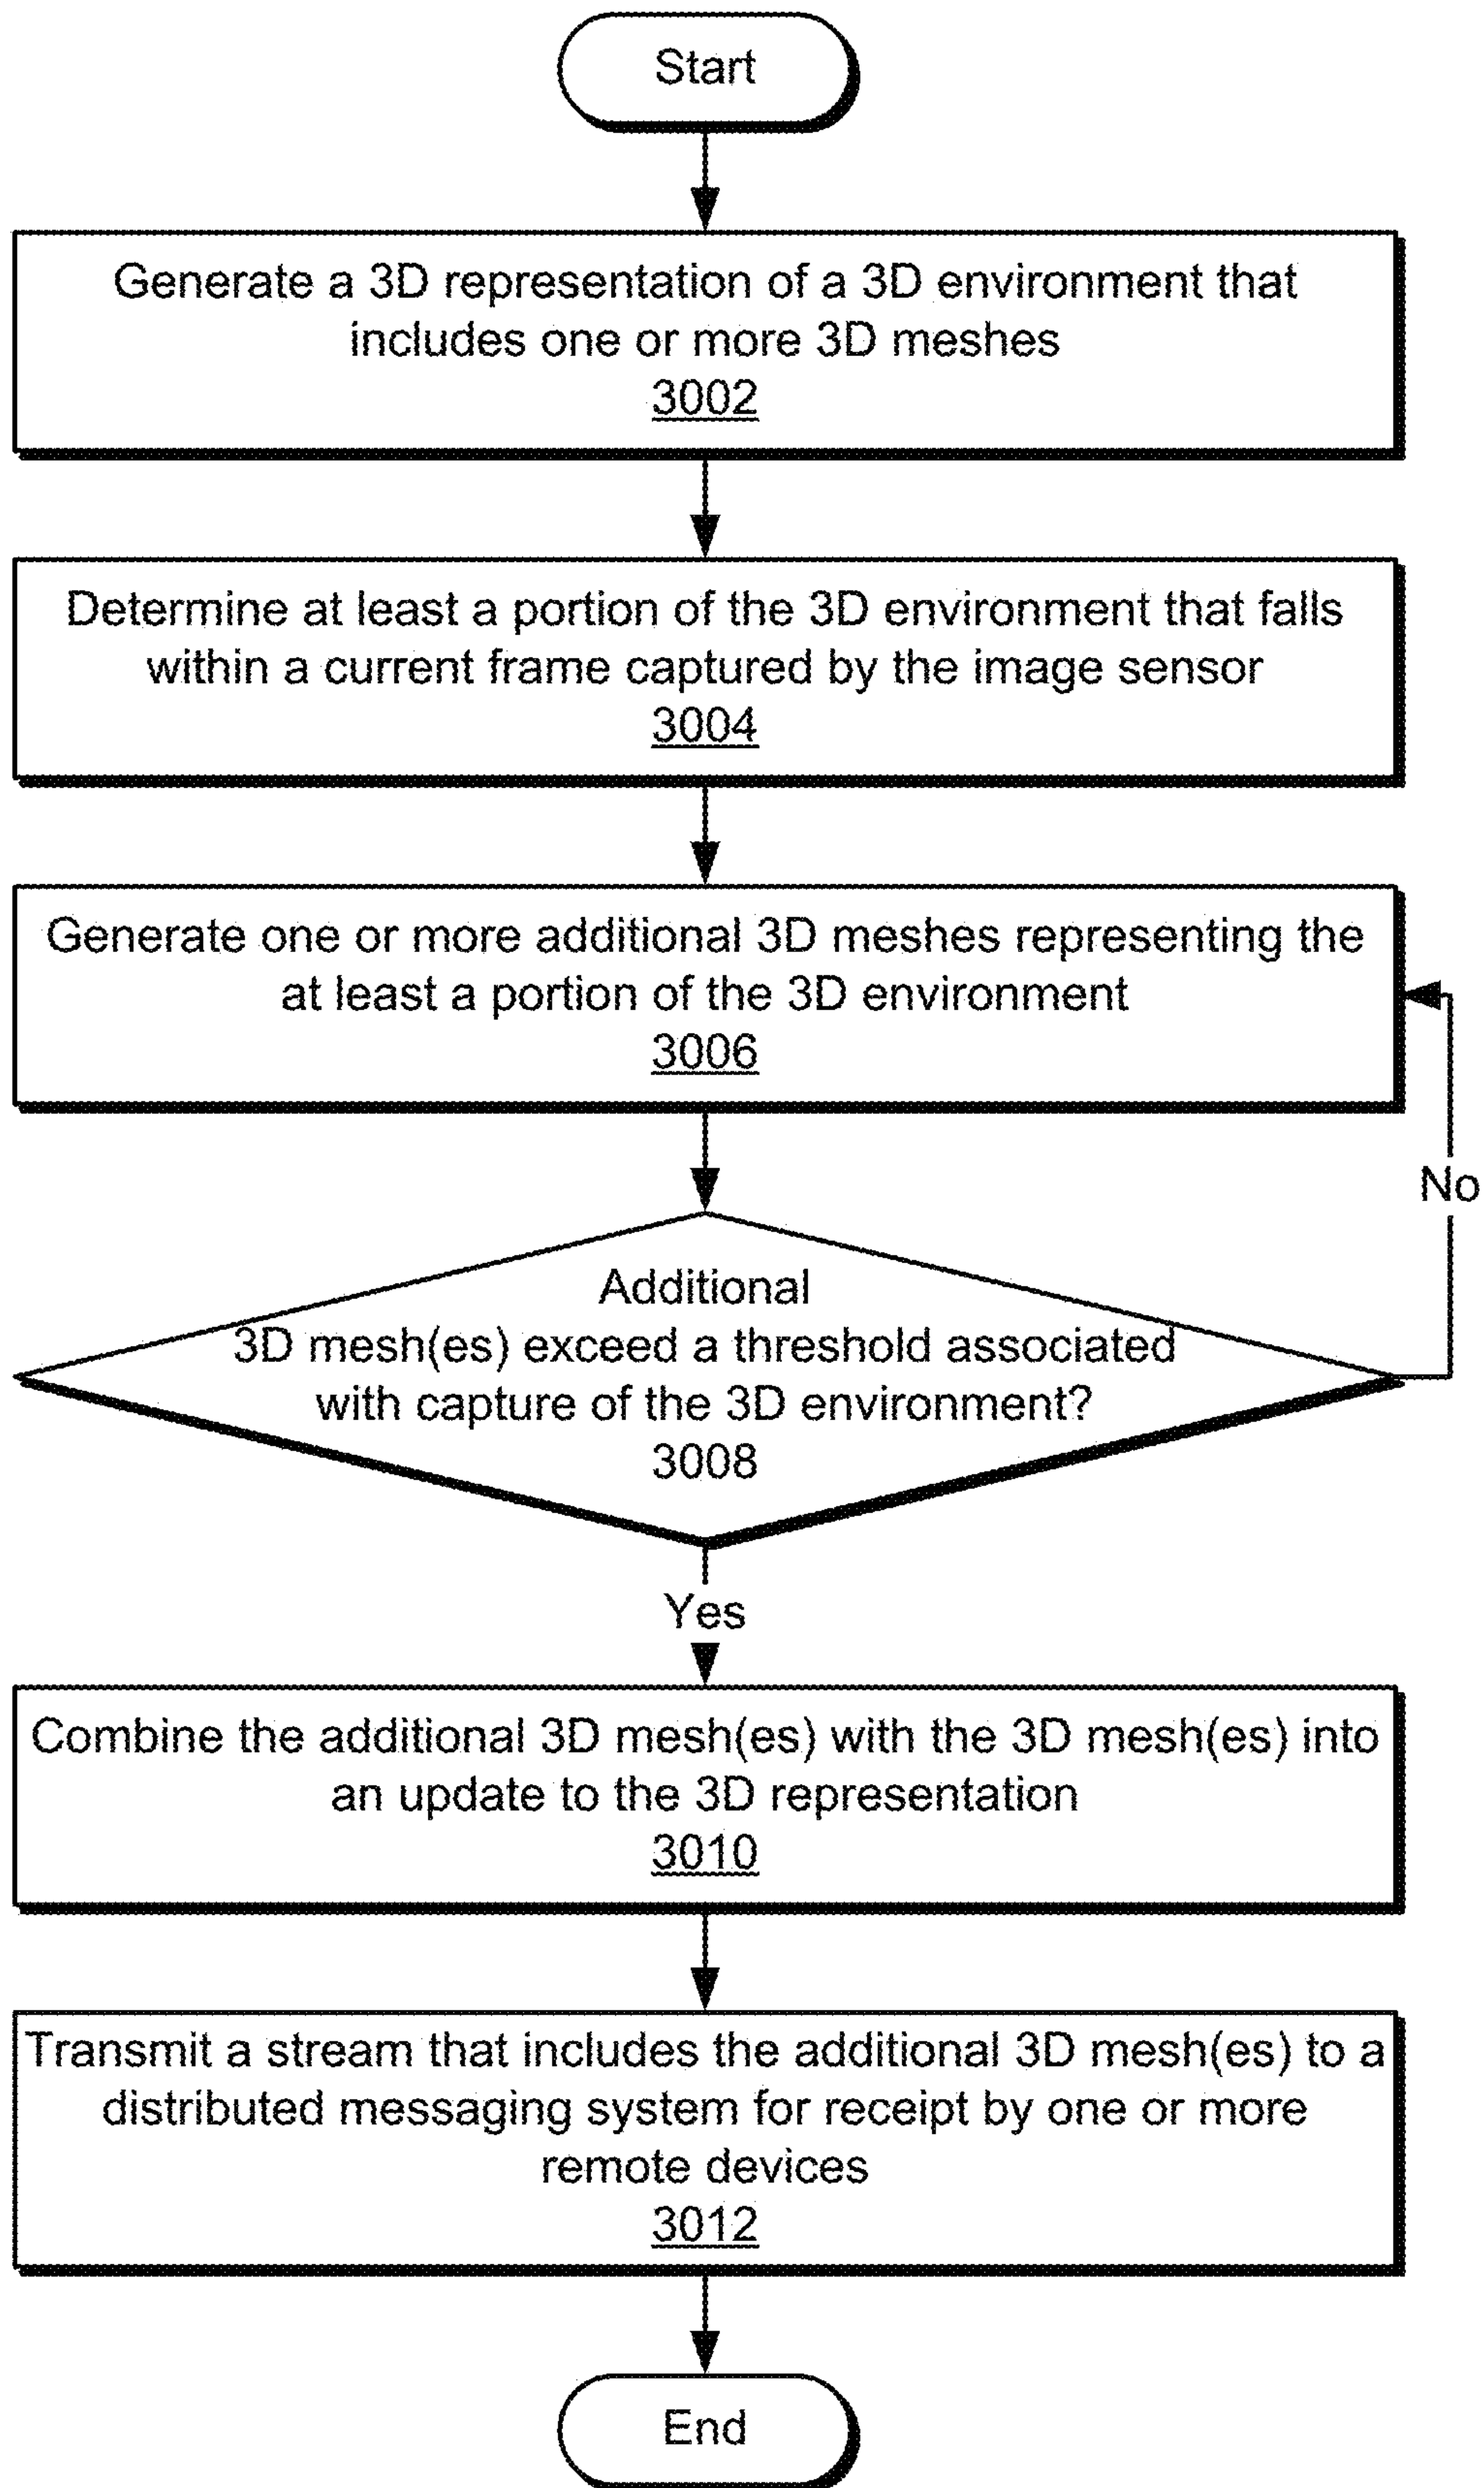 Start
Generate a 3D representation of a 3D environment that
includes one or more 3D meshes
3002
Determine at least a portion of the 3D environment that falls
within a current frame captured by the image sensor
3004
Generate one or more additional 3D meshes representing the
at least a portion of the 3D environment
3006
No
Additional
3D mesh(es) exceed a threshold associated
with capture of the 3D environment?
3008
Yes
Combine the additional 3D mesh(es) with the 3D mesh(es) into
an update to the 3D representation
3010
Transmit a stream that includes the additional 3D mesh(es) to a
distributed messaging system for receipt by one or more
remote devices
3012
End